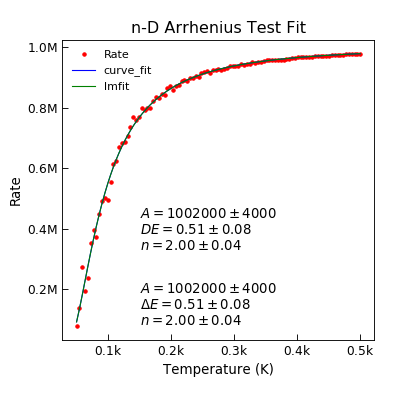 n-D Arrhenius Test Fit
1.0M
0.8M
0.6M
0.4M
0.2M
Rate
Rate
curve_fit
lmfit
A = 1002000 ± 4000
DE = 0.51 ± 0.08
n = 2.00 ± 0.04
A = 1002000 ± 4000
ΔE = 0.51 ± 0.08
n = 2.00 ± 0.04
0.1k 0.2k 0.3k 0.4k 0.5k
Temperature (K)